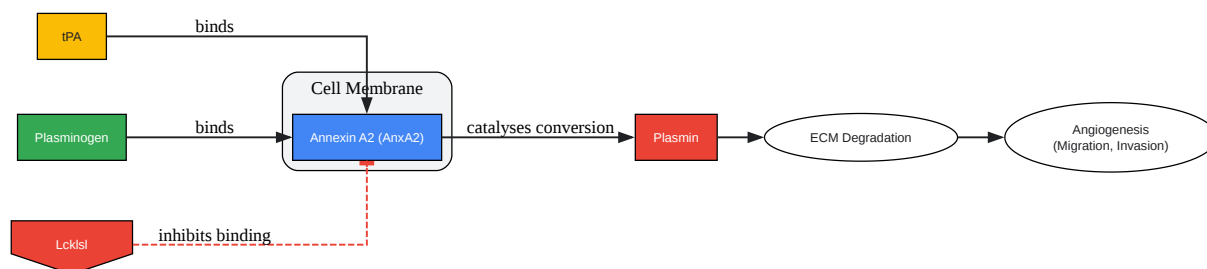 tPA
binds
Cell Membrane
Plasminogen
binds
Annexin A2 (AnxA2)
catalyses conversion
Plasmin
ECM Degradation
Angiogenesis
(Migration, Invasion)
Lcklsl
inhibits binding